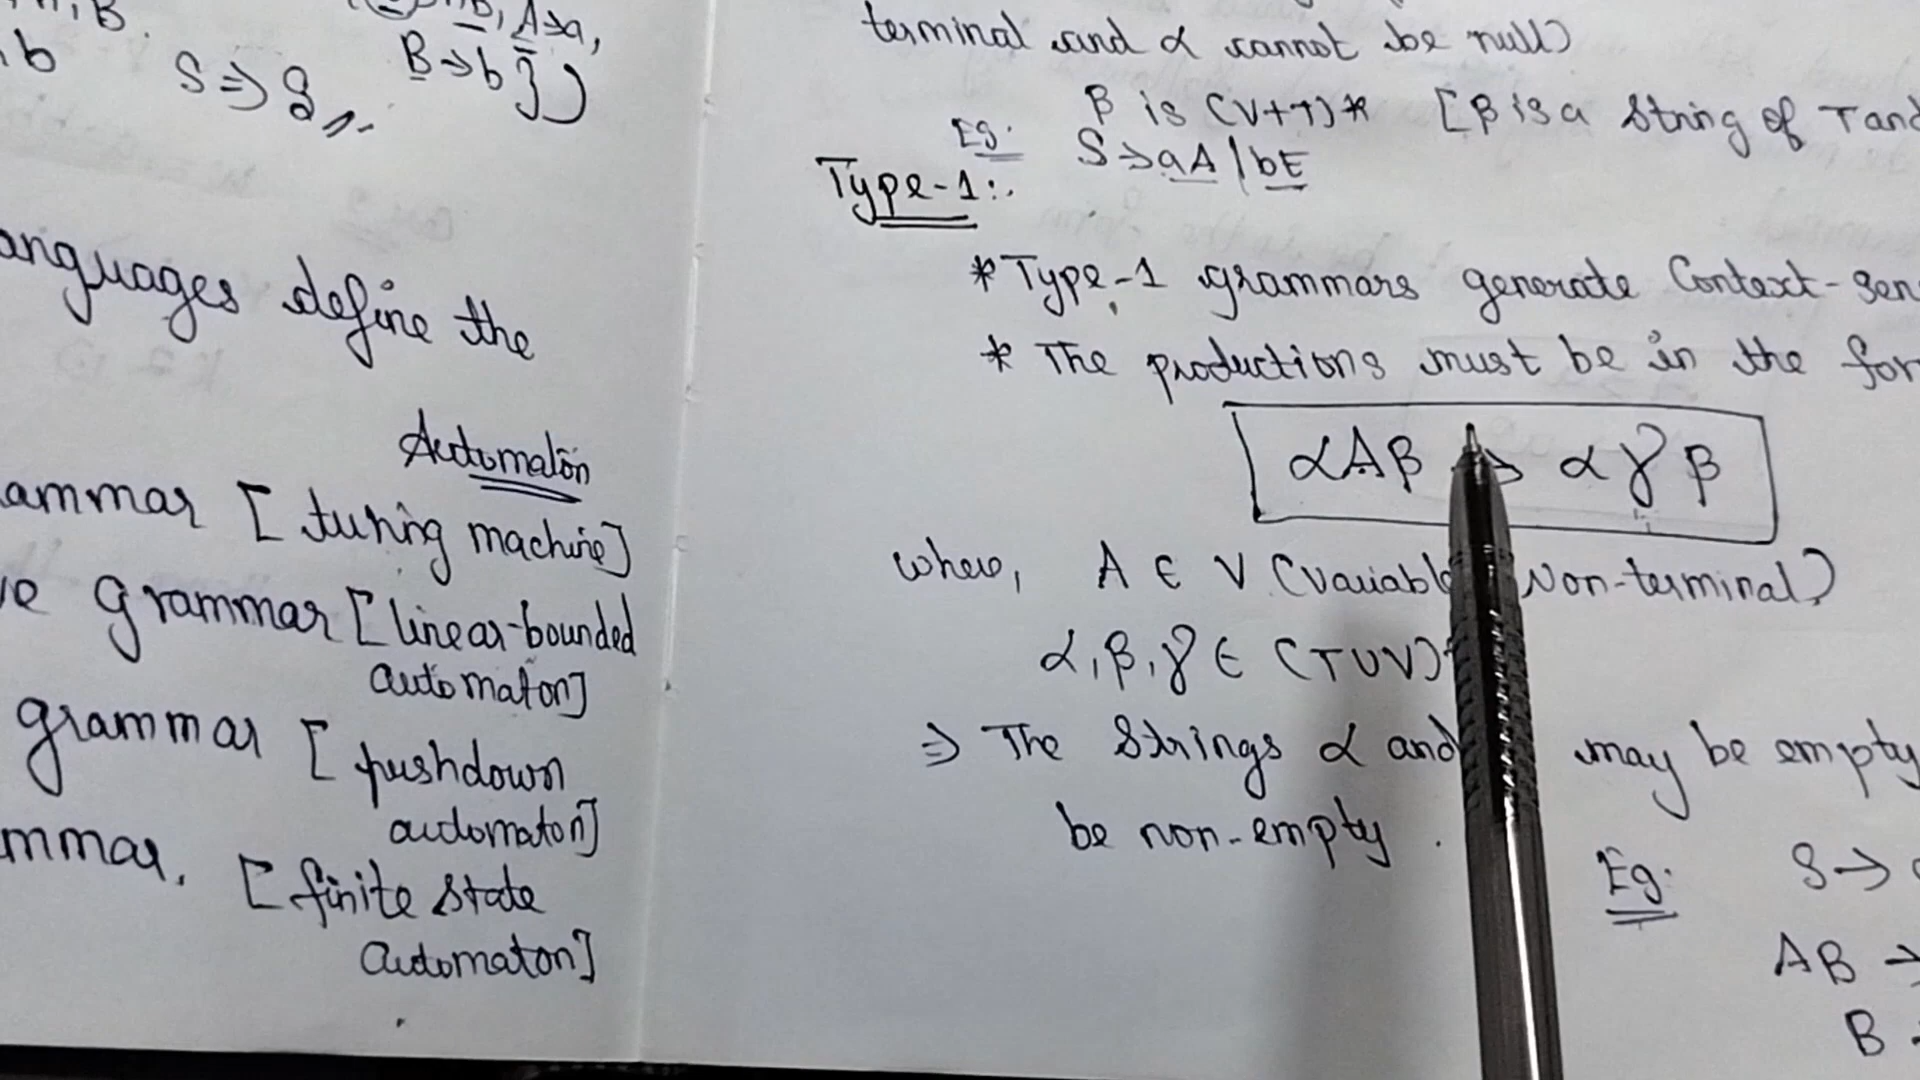 B, A→a,
b S⇒S,, B→b})
anguages define the
Automaton
ammar [turing machine]
ve grammar [linear-bounded
automaton]
grammar [pushdown
automaton]
mmar. [finite state
automaton]
terminal and α cannot be null)
β is (V+T)* [β is a string of T and
Eg: S→aA|bE
Type-1:
* Type-1 grammars generate Context-sen
* The productions must be in the for
αAβ → αγβ
where, A ∈ V (Variabl Non-terminal)
α, β, γ ∈ (TUV)
⇒ The Strings α and may be empty
be non-empty.
Eg: S→
AB →
B